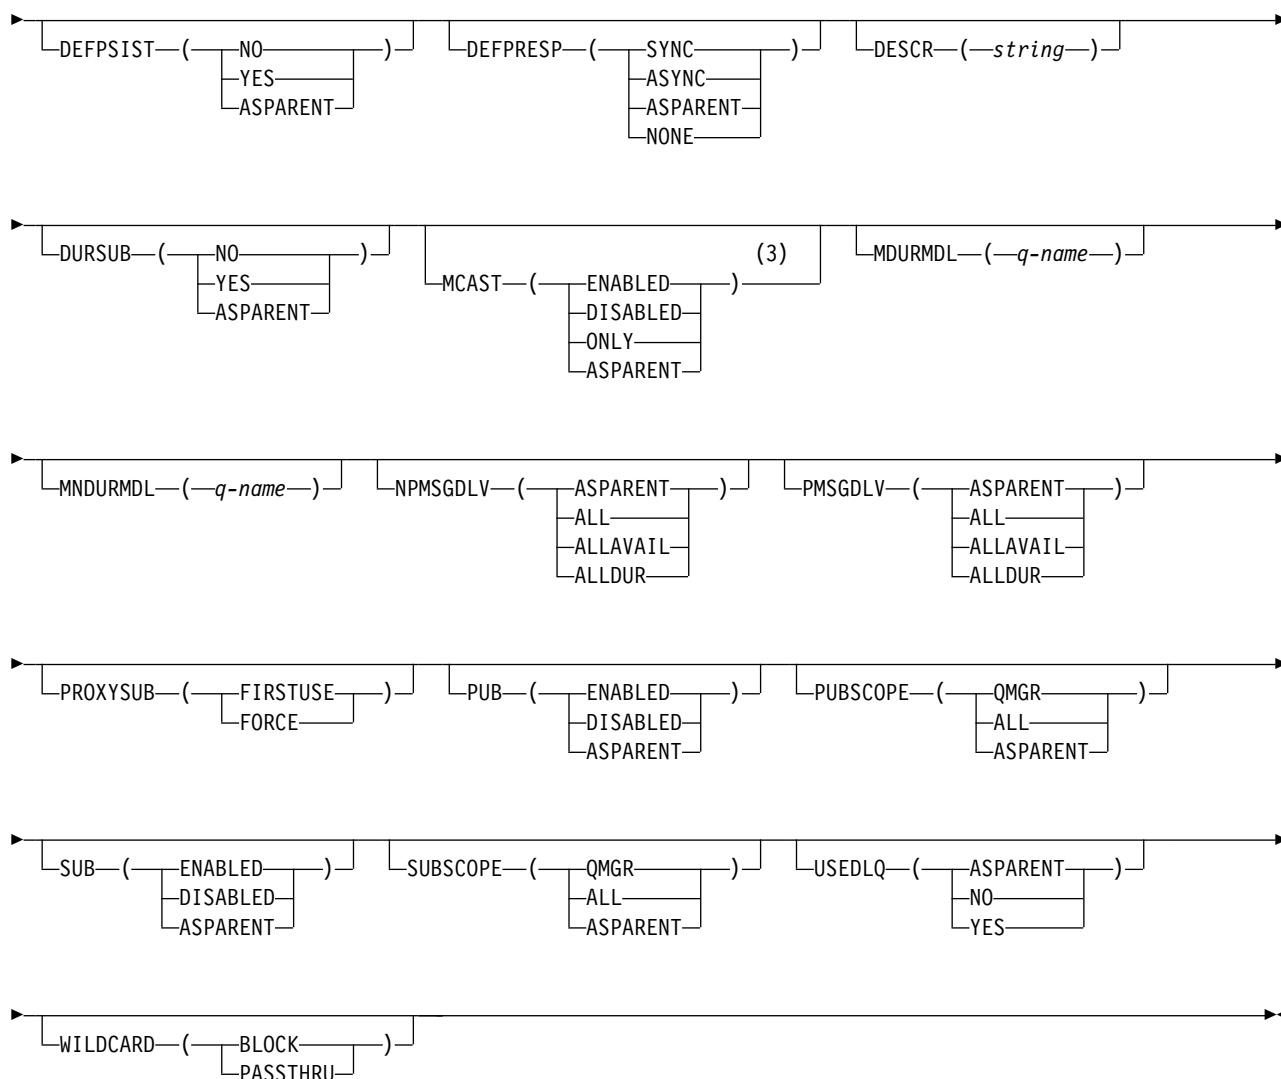 DEFPSIST ( NO ) DEFPRESP ( SYNC ) DESCR ( string )
YES ASYNC
ASPARENT ASPARENT
NONE
DURSUB ( NO ) MCAST ( ENABLED ) (3) MDURMDL ( q-name )
YES DISABLED
ASPARENT ONLY
ASPARENT
MNDURMDL ( q-name ) NPMSGDLV ( ASPARENT ) PMSGDLV ( ASPARENT )
ALL ALL
ALLAVAIL ALLAVAIL
ALLDUR ALLDUR
PROXYSUB ( FIRSTUSE ) PUB ( ENABLED ) PUBSCOPE ( QMGR )
FORCE DISABLED ALL
ASPARENT ASPARENT
SUB ( ENABLED ) SUBSCOPE ( QMGR ) USEDLQ ( ASPARENT )
DISABLED ALL NO
ASPARENT ASPARENT YES
WILDCARD ( BLOCK )
PASSTHRU